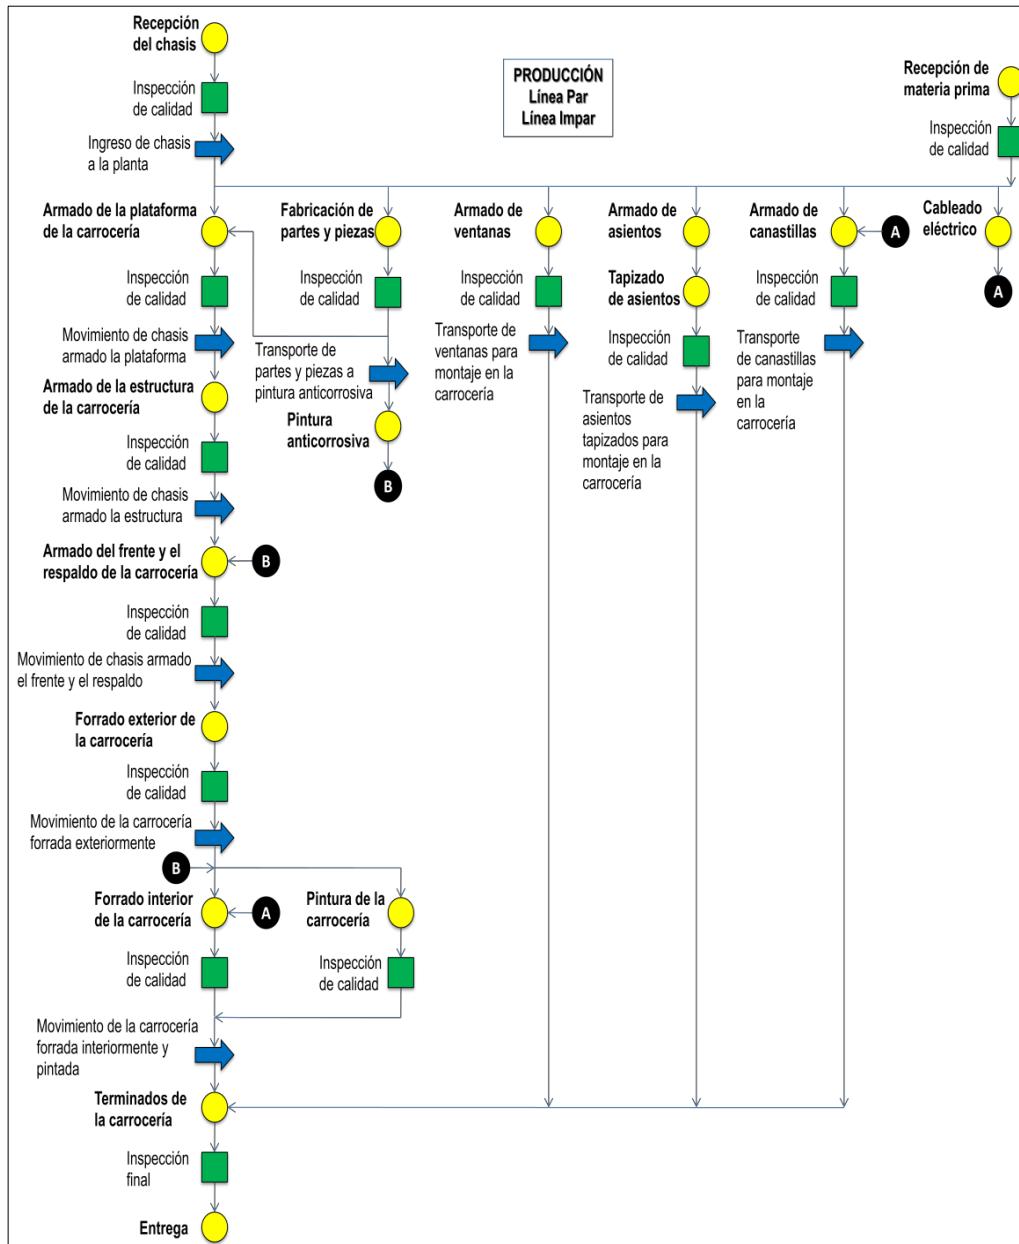 Recepción
del chasis
Inspección
de calidad
Ingreso de chasis
a la planta
PRODUCCIÓN
Línea Par
Línea Impar
Recepción de
materia prima
Inspección
de calidad
Armado de la plataforma
de la carrocería
Fabricación de
partes y piezas
Armado de
ventanas
Armado de
asientos
Armado de
canastillas
A
Cableado
eléctrico
Inspección
de calidad
Inspección
de calidad
Inspección
de calidad
Tapizado
de asientos
Inspección
de calidad
A
Movimiento de chasis
armado la plataforma
Transporte de
partes y piezas a
pintura anticorrosiva
Transporte de
ventanas para
montaje en la
carrocería
Inspección
de calidad
Transporte
de canastillas
para montaje
en la
carrocería
Armado de la estructura
de la carrocería
Pintura
anticorrosiva
Transporte de
asientos
tapizados para
montaje en la
carrocería
Inspección
de calidad
B
Movimiento de chasis
armado la estructura
Armado del frente y el
respaldo de la carrocería
B
Inspección
de calidad
Movimiento de chasis armado
el frente y el respaldo
Forrado exterior de
la carrocería
Inspección
de calidad
Movimiento de la carrocería
forrada exteriormente
B
Forrado interior
de la carrocería
A
Pintura de la
carrocería
Inspección
de calidad
Inspección
de calidad
Movimiento de la carrocería
forrada interiormente y
pintada
Terminados de
la carrocería
Inspección
final
Entrega